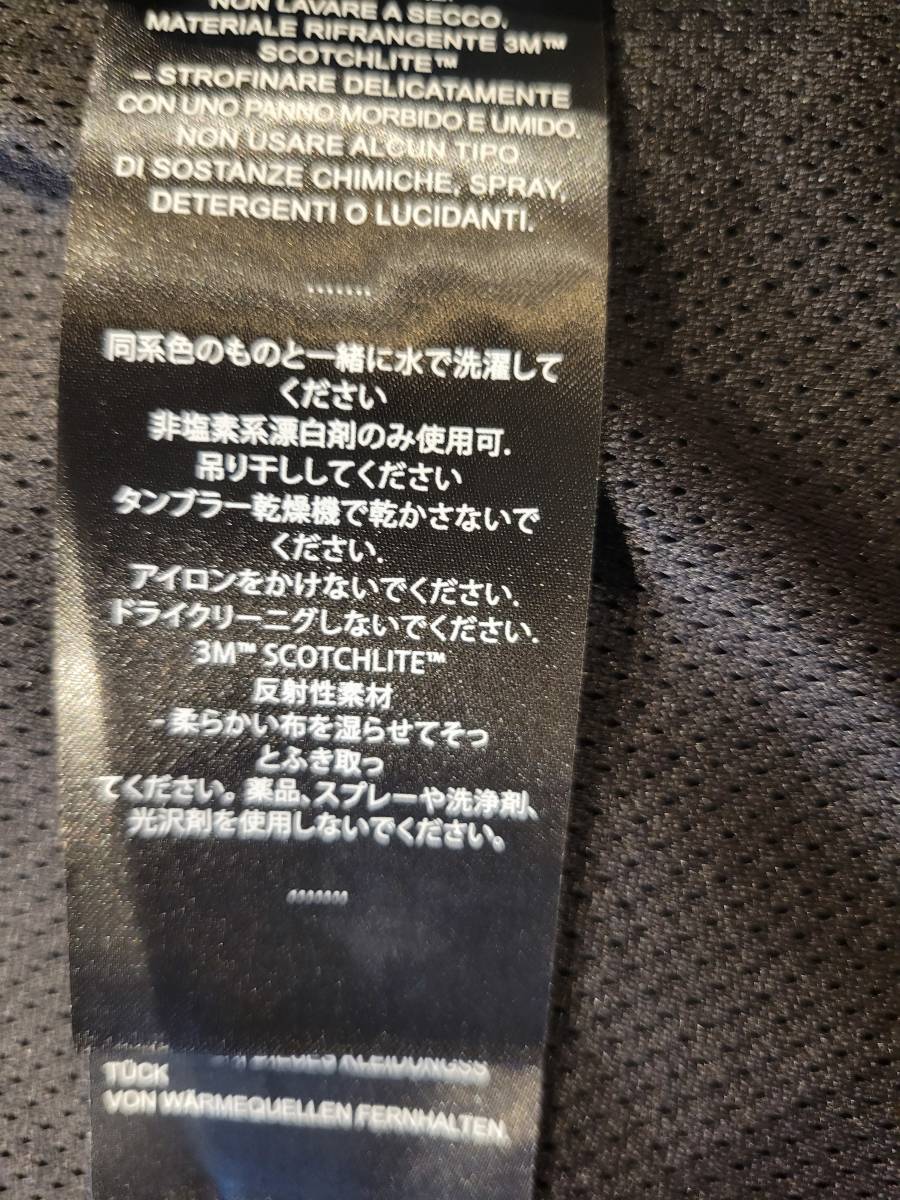 NON LAVARE A SECCO.
MATERIALE RIFRANGENTE 3M™
SCOTCHLITE™
– STROFINARE DELICATAMENTE
CON UNO PANNO MORBIDO E UMIDO.
NON USARE ALCUN TIPO
DI SOSTANZE CHIMICHE, SPRAY,
DETERGENTI O LUCIDANTI.
同系色のものと一緒に水で洗濯して
ください
非塩素系漂白剤のみ使用可.
吊り干ししてください
タンブラー乾燥機で乾かさないで
ください.
アイロンをかけないでください.
ドライクリーニングしないでください.
3M™ SCOTCHLITE™
反射性素材
- 柔らかい布を湿らせてそっ
とふき取っ
てください。薬品、スプレーや洗浄剤、
光沢剤を使用しないでください。
DIESES KLEIDUNGSS
TÜCK
VON WÄRMEQUELLEN FERNHALTEN.